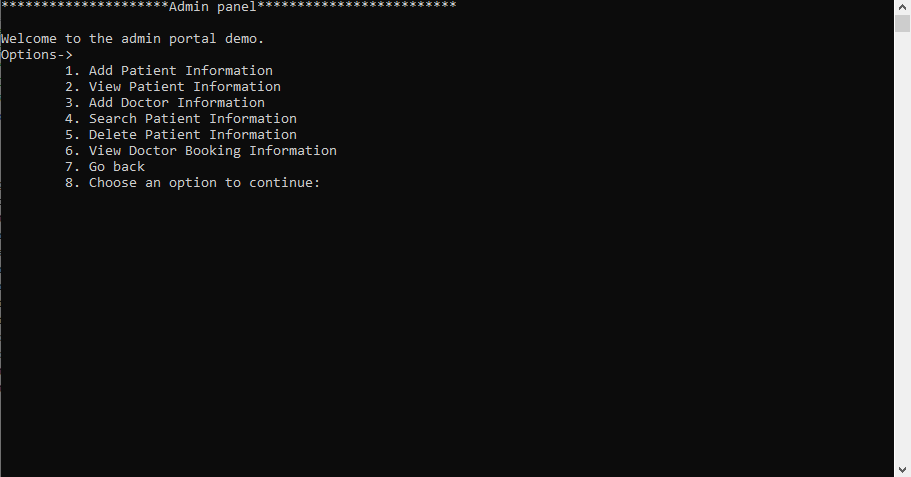 *********************Admin panel*************************
Welcome to the admin portal demo.
Options->
1. Add Patient Information
2. View Patient Information
3. Add Doctor Information
4. Search Patient Information
5. Delete Patient Information
6. View Doctor Booking Information
7. Go back
8. Choose an option to continue: